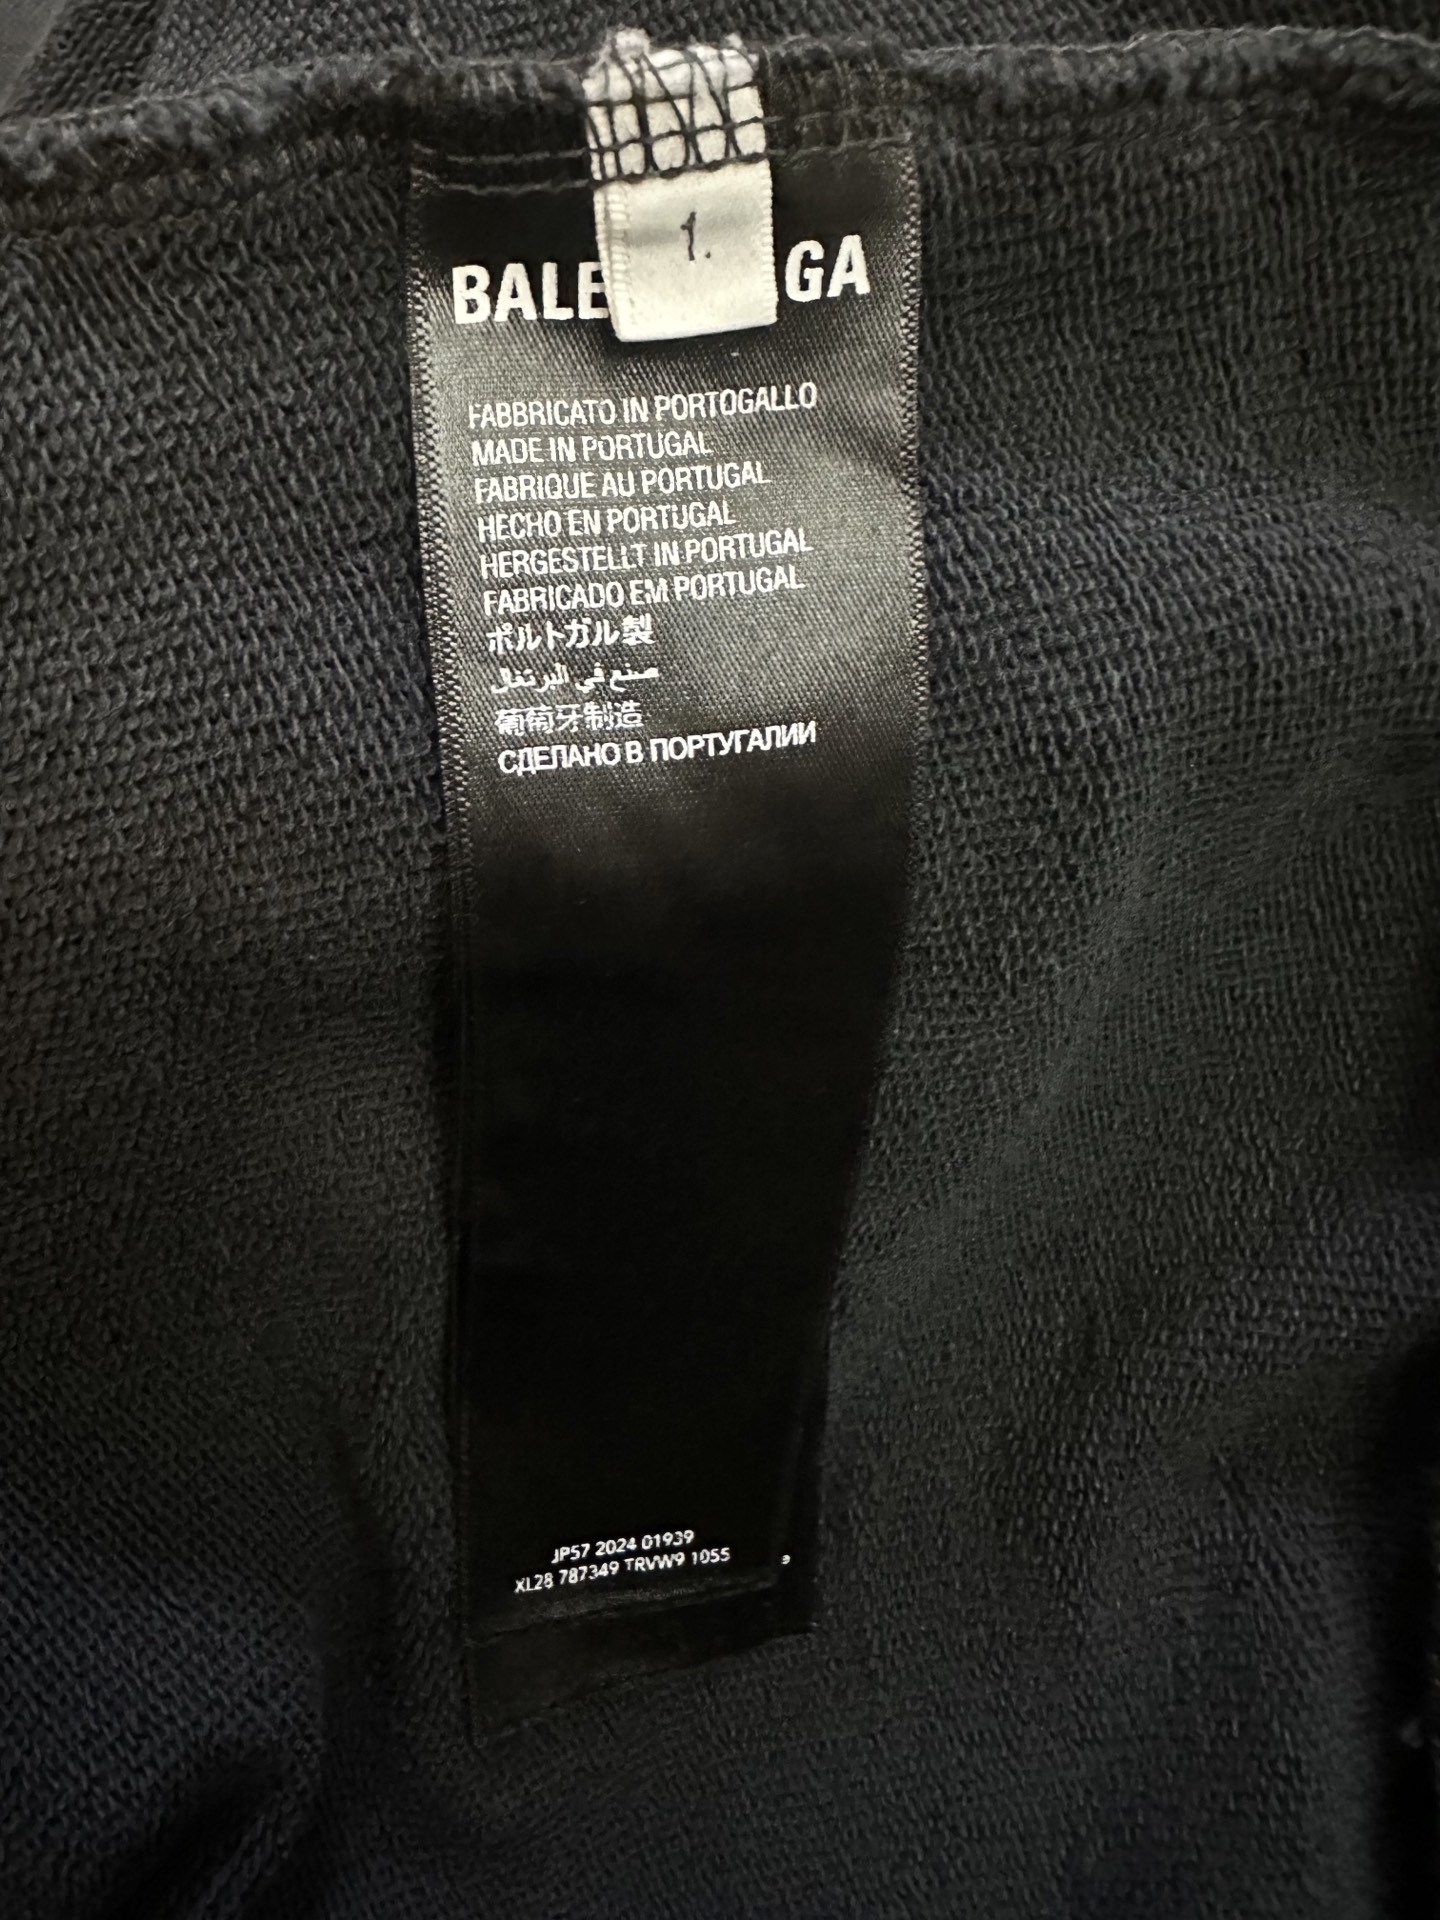 1.
BALE GA
FABBRICATO IN PORTOGALLO
MADE IN PORTUGAL
FABRIQUE AU PORTUGAL
HECHO EN PORTUGAL
HERGESTELLT IN PORTUGAL
FABRICADO EM PORTUGAL
ポルトガル製
صنع في البرتغال
葡萄牙制造
СДЕЛАНО В ПОРТУГАЛИИ
JP57 2024 01939
XL28 787349 TRVW9 1055